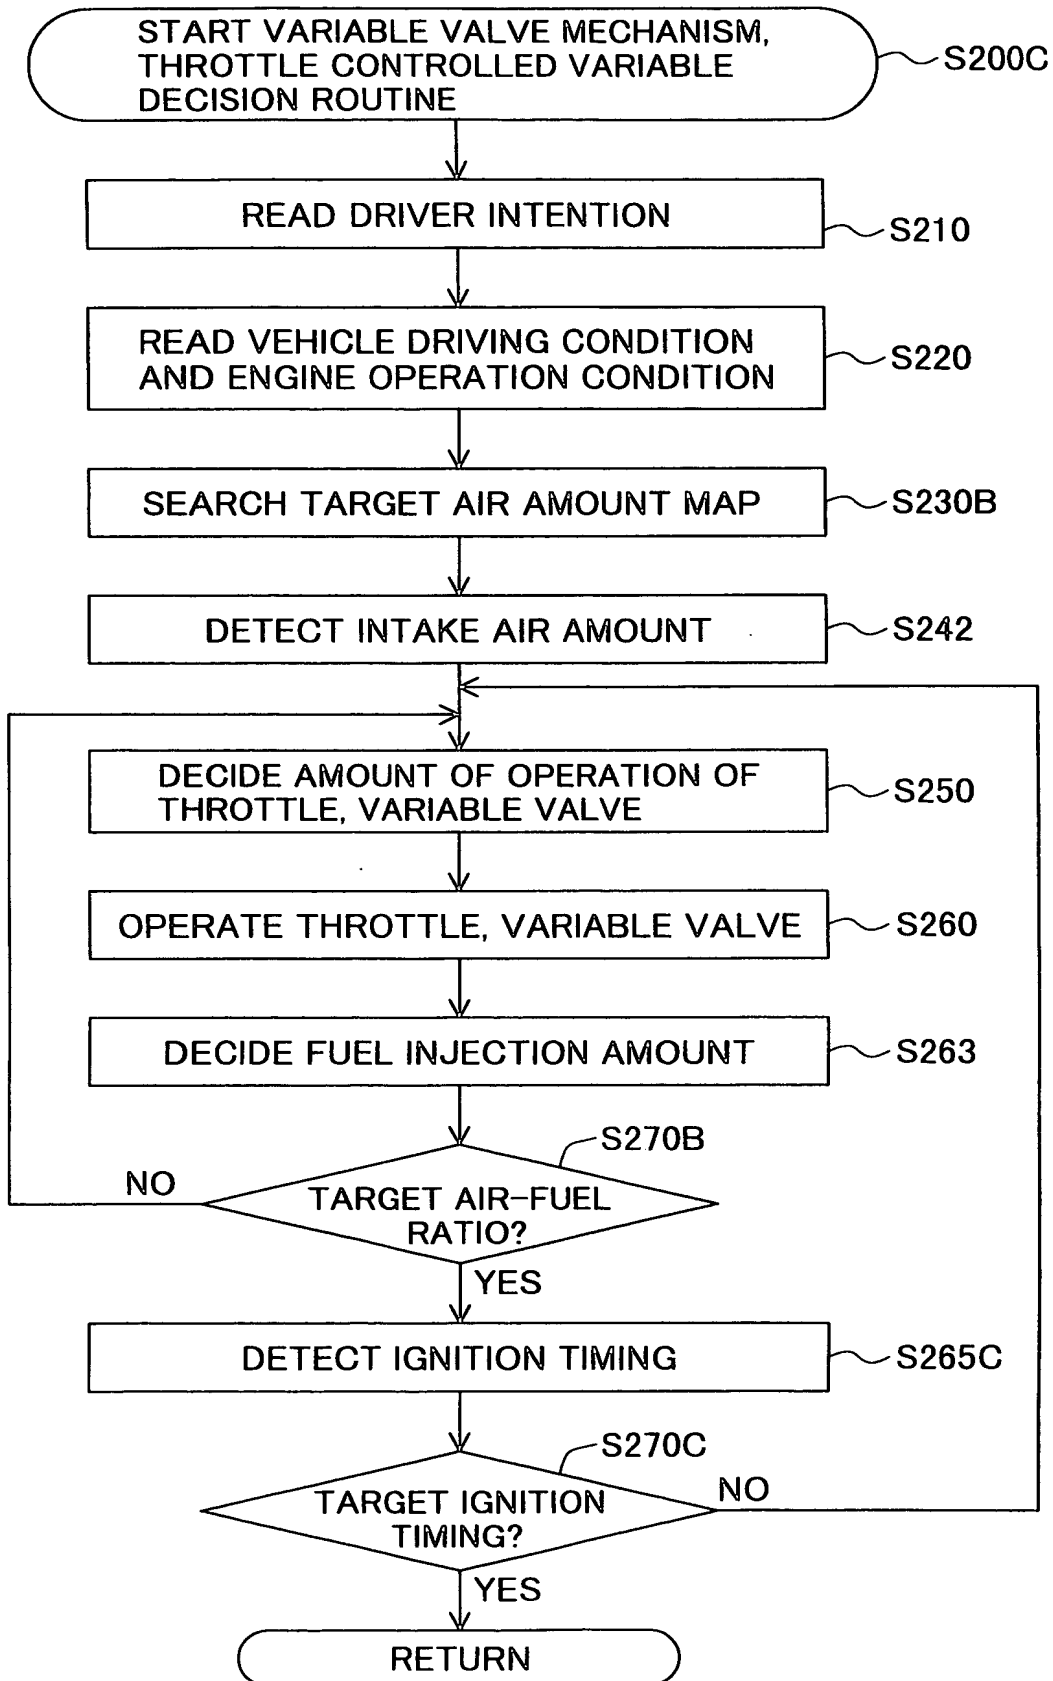 START VARIABLE VALVE MECHANISM,
THROTTLE CONTROLLED VARIABLE
DECISION ROUTINE
S200C
READ DRIVER INTENTION
S210
READ VEHICLE DRIVING CONDITION
AND ENGINE OPERATION CONDITION
S220
SEARCH TARGET AIR AMOUNT MAP
S230B
DETECT INTAKE AIR AMOUNT
S242
DECIDE AMOUNT OF OPERATION OF
THROTTLE, VARIABLE VALVE
S250
OPERATE THROTTLE, VARIABLE VALVE
S260
DECIDE FUEL INJECTION AMOUNT
S263
S270B
NO
TARGET AIR-FUEL
RATIO?
YES
DETECT IGNITION TIMING
S265C
S270C
TARGET IGNITION
TIMING?
NO
YES
RETURN